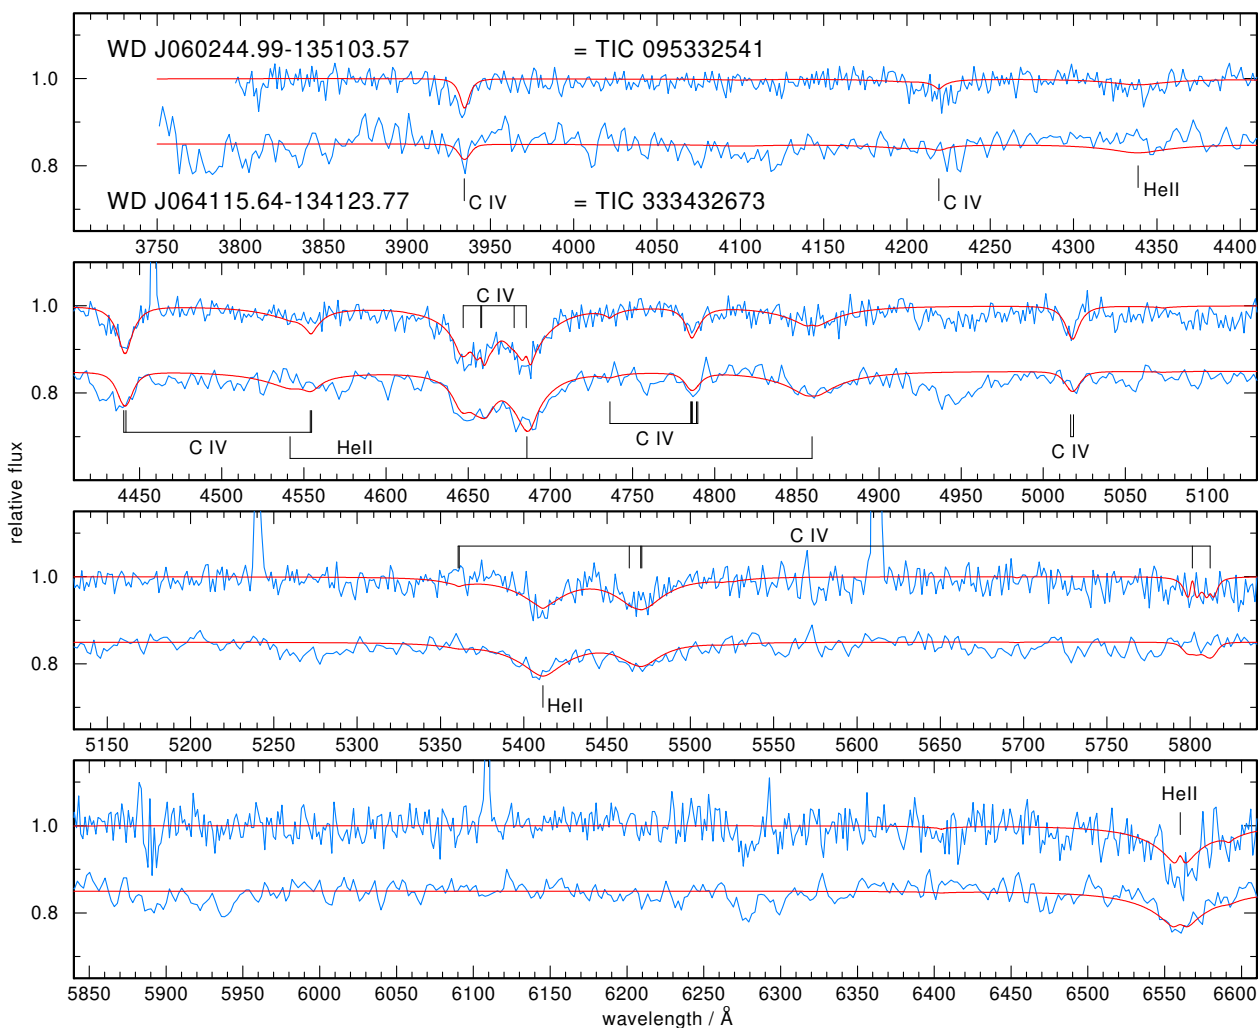 WD J060244.99-135103.57 = TIC 095332541
1.0
0.8
WD J064115.64-134123.77 = TIC 333432673
C IV C IV HeII
3750 3800 3850 3900 3950 4000 4050 4100 4150 4200 4250 4300 4350 4400
C IV
1.0
0.8
C IV HeII C IV C IV
4450 4500 4550 4600 4650 4700 4750 4800 4850 4900 4950 5000 5050 5100
relative flux
C IV
1.0
0.8
HeII
5150 5200 5250 5300 5350 5400 5450 5500 5550 5600 5650 5700 5750 5800
HeII
1.0
0.8
5850 5900 5950 6000 6050 6100 6150 6200 6250 6300 6350 6400 6450 6500 6550 6600
wavelength / Å